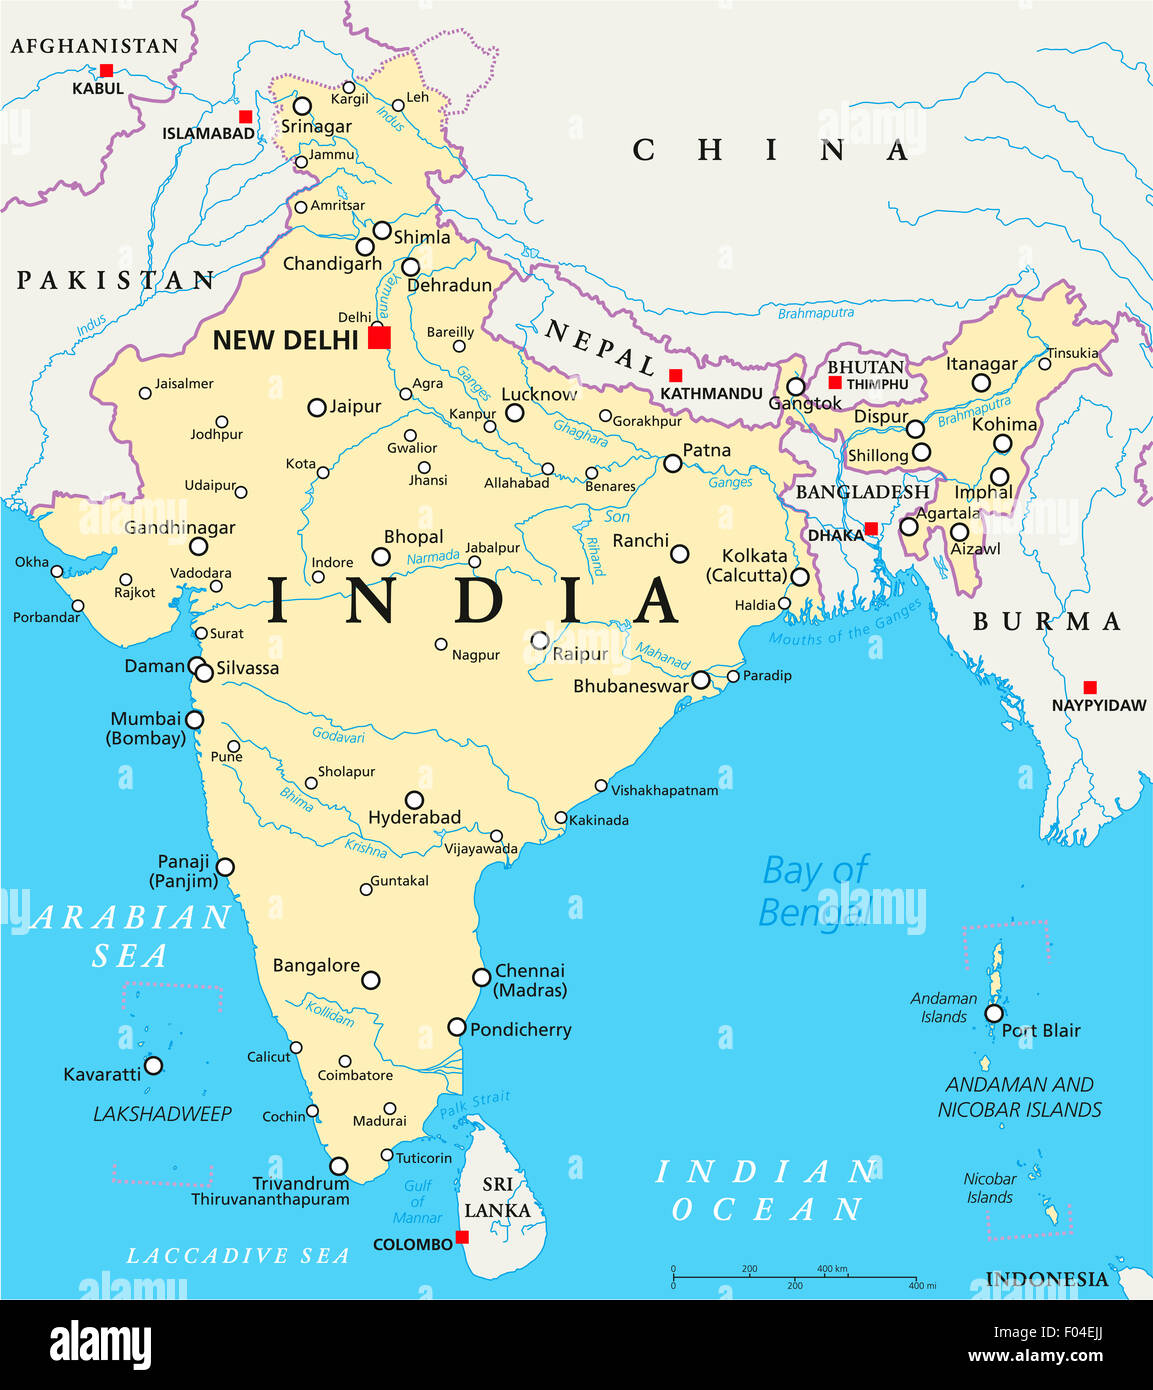 AFGHANISTAN
KABUL
ISLAMABAD
Srinagar
Kargil
Leh
Indus
Jammu
Amritsar
CHINA
PAKISTAN
Indus
Shimla
Chandigarh
Dehradun
Yamuna
Delhi
NEW DELHI
Bareilly
NEPAL
KATHMANDU
Brahmaputra
BHUTAN
THIMPHU
Gangtok
Itanagar
Tinsukia
Dispur
Brahmaputra
Kohima
Shillong
Imphal
Jaisalmer
Jodhpur
Jaipur
Agra
Ganges
Lucknow
Kanpur
Gorakhpur
Ghaghara
Gwalior
Kota
Jhansi
Udaipur
Allahabad
Benares
Patna
Ganges
BANGLADESH
DHAKA
Agartala
Aizawl
Gandhinagar
Okha
Rajkot
Vadodara
Porbandar
Indore
Bhopal
Narmada
Jabalpur
Son
Rihand
Ranchi
Kolkata
(Calcutta)
Haldia
Mouths of the Ganges
INDIA
BURMA
NAYPYIDAW
Surat
Daman
Silvassa
Nagpur
Raipur
Mahanad
Bhubaneswar
Paradip
Mumbai
(Bombay)
Pune
Godavari
Sholapur
Bhima
Hyderabad
Krishna
Vijayawada
Vishakhapatnam
Kakinada
Panaji
(Panjim)
Guntakal
ARABIAN
SEA
Bay of
Bengal
Bangalore
Chennai
(Madras)
Kollidam
Pondicherry
Calicut
Coimbatore
Kavaratti
LAKSHADWEEP
Cochin
Madurai
Palk Strait
Tuticorin
Trivandrum
Thiruvananthapuram
Gulf
of
Mannar
SRI
LANKA
COLOMBO
LACCADIVE SEA
INDIAN
OCEAN
Andaman
Islands
Port Blair
ANDAMAN AND
NICOBAR ISLANDS
Nicobar
Islands
INDONESIA
0 200 400 km
0 200 400 mi
alamy
a
alamy
Image ID: F04EJJ
www.alamy.com